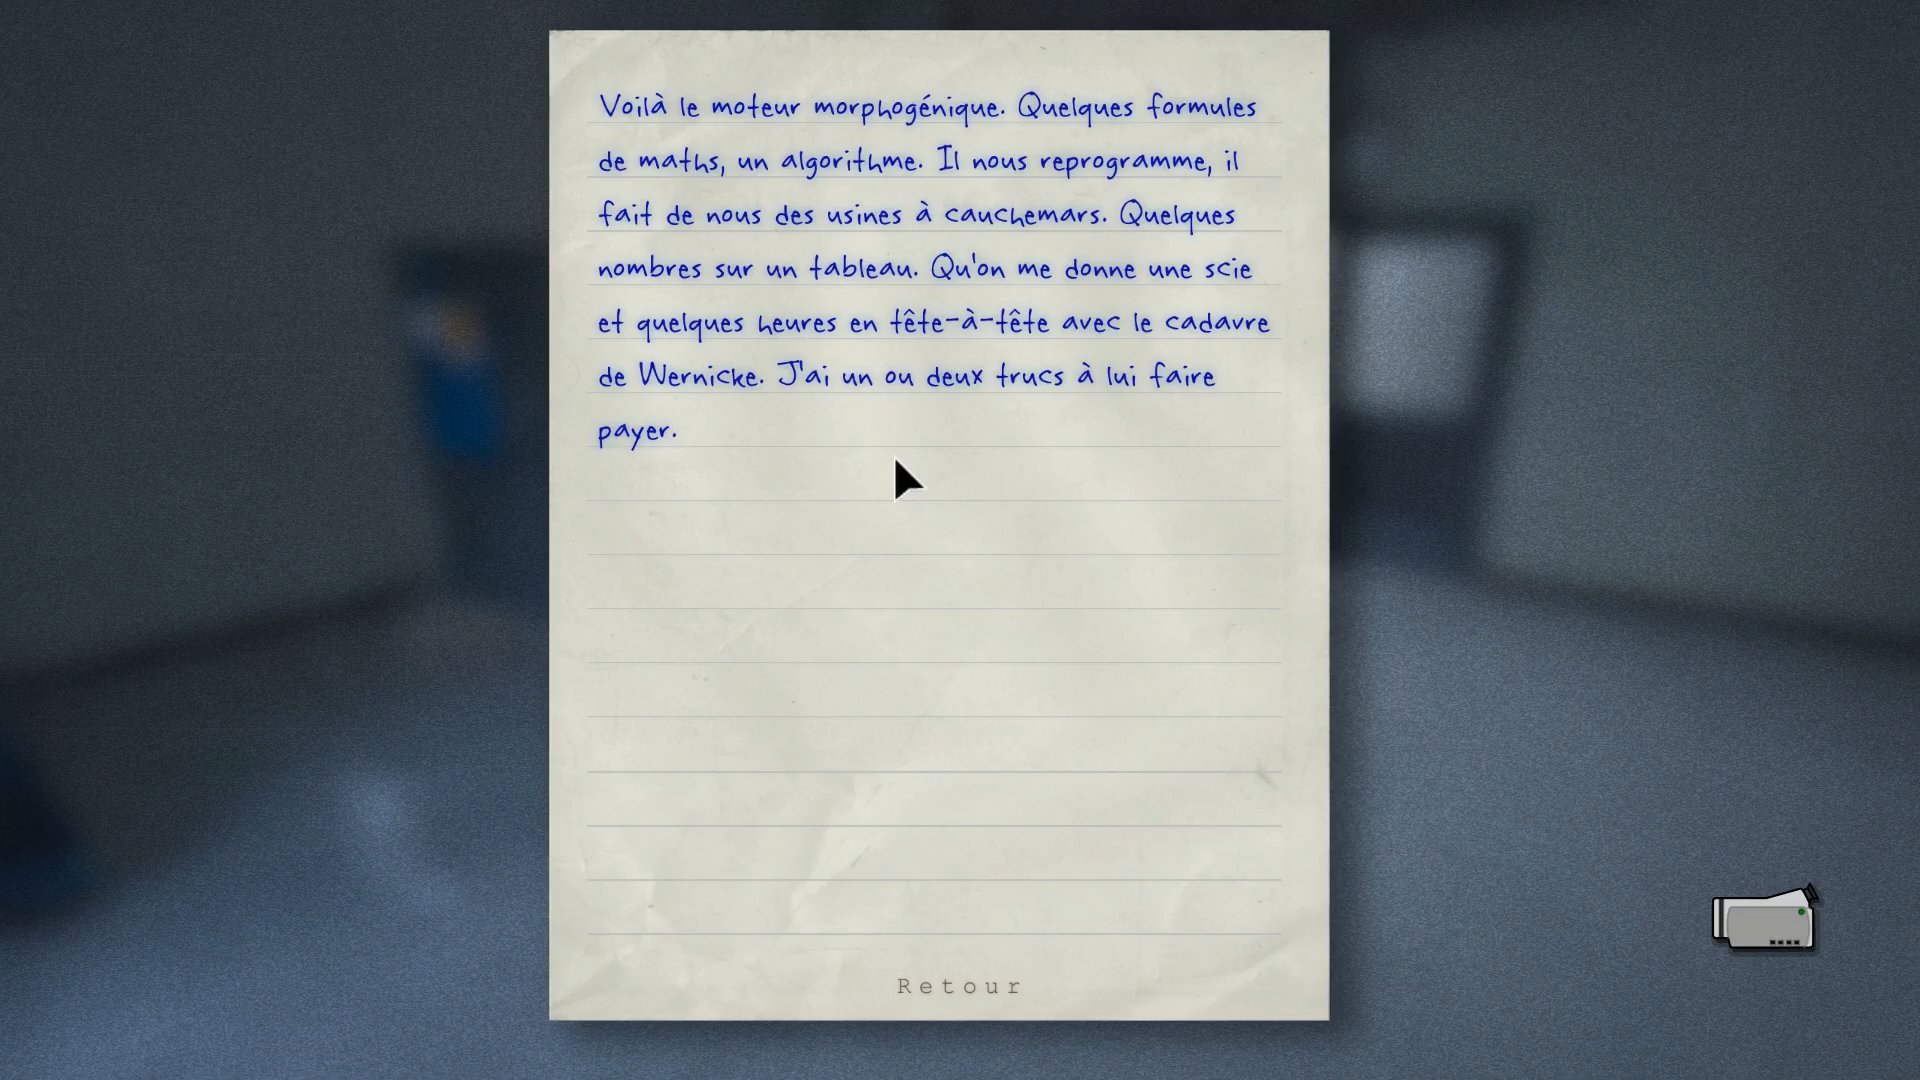 Voilà le moteur morphogénique. Quelques formules
de maths, un algorithme. Il nous reprogramme, il
fait de nous des usines à cauchemars. Quelques
nombres sur un tableau. Qu'on me donne une scie
et quelques heures en tête-à-tête avec le cadavre
de Wernicke. J'ai un ou deux trucs à lui faire
payer.
Retour